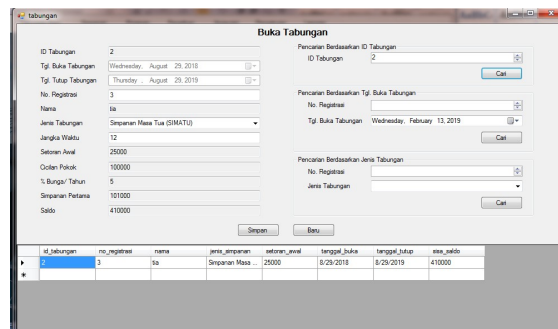 tabungan
Buka Tabungan
ID Tabungan 2
Tgl. Buka Tabungan Wednesday, August 29, 2018
Tgl. Tutup Tabungan Thursday , August 29, 2019
No. Registrasi 3
Nama tia
Jenis Tabungan Simpanan Masa Tua (SIMATU)
Jangka Waktu 12
Setoran Awal 25000
Cicilan Pokok 100000
% Bunga/ Tahun 5
Simpanan Pertama 101000
Saldo 410000
Pencarian Berdasarkan ID Tabungan
ID Tabungan 2
Cari
Pencarian Berdasarkan Tgl. Buka Tabungan
No. Registrasi
Tgl. Buka Tabungan Wednesday, February 13, 2019
Cari
Pencarian Berdasarkan Jenis Tabungan
No. Registrasi
Jenis Tabungan
Cari
Simpan Baru
id_tabungan no_registrasi nama jenis_simpanan setoran_awal tanggal_buka tanggal_tutup sisa_saldo
2 3 tia Simpanan Masa ... 25000 8/29/2018 8/29/2019 410000